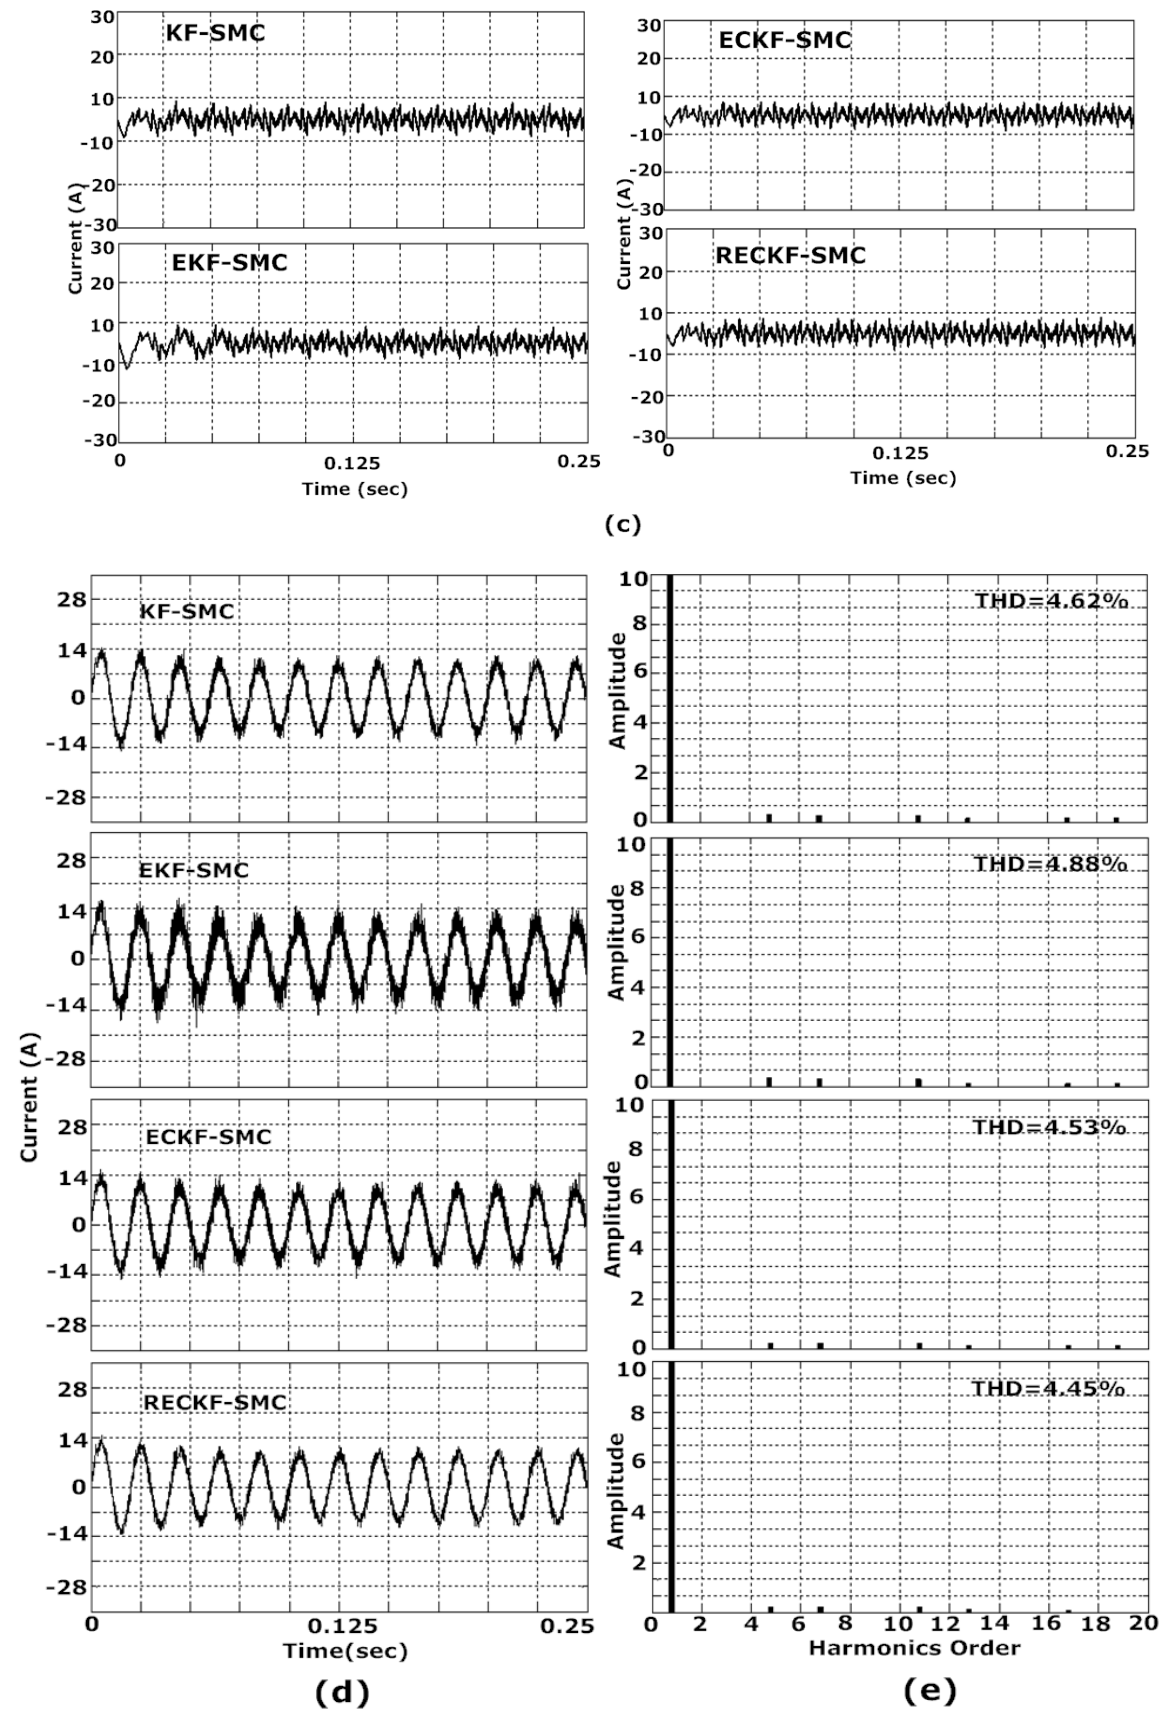 KF-SMC
30
20
10
-10
-20
-30
ECKF-SMC
30
20
10
-10
-20
-30
Current (A)
Current (A)
EKF-SMC
30
20
10
-10
-20
-30
0
0.125
0.25
Time (sec)
RECKF-SMC
30
20
10
-10
-20
-30
0
0.125
0.25
Time (sec)
(c)
KF-SMC
28
14
0
-14
-28
THD=4.62%
Amplitude
10
8
6
4
2
0
EKF-SMC
28
14
0
-14
-28
THD=4.88%
Amplitude
10
8
6
4
2
0
Current (A)
ECKF-SMC
28
14
0
-14
-28
THD=4.53%
Amplitude
10
8
6
4
2
0
RECKF-SMC
28
14
0
-14
-28
0
0.125
0.25
Time(sec)
THD=4.45%
Amplitude
10
8
6
4
2
0 2 4 6 8 10 12 14 16 18 20
Harmonics Order
(d)
(e)